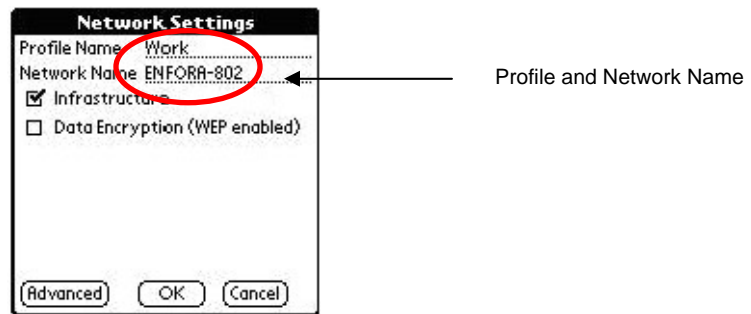 Network Settings
Profile Name Work
Network Name ENFORA-802
Infrastructure
Data Encryption (WEP enabled)
Advanced OK Cancel
Profile and Network Name